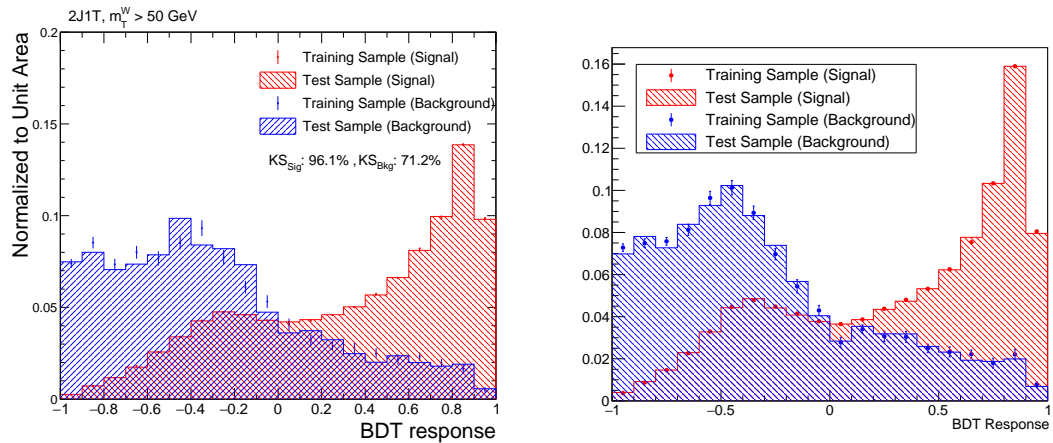 2J1T, m_T^W > 50 GeV
Normalized to Unit Area
0.2
0.15
0.1
0.05
0
Training Sample (Signal)
Test Sample (Signal)
Training Sample (Background)
Test Sample (Background)
KS_Sig: 96.1% , KS_Bkg: 71.2%
−1 −0.8 −0.6 −0.4 −0.2 0 0.2 0.4 0.6 0.8 1
BDT response
0.16
0.14
0.12
0.1
0.08
0.06
0.04
0.02
0
Training Sample (Signal)
Test Sample (Signal)
Training Sample (Background)
Test Sample (Background)
−1 −0.5 0 0.5 1
BDT Response